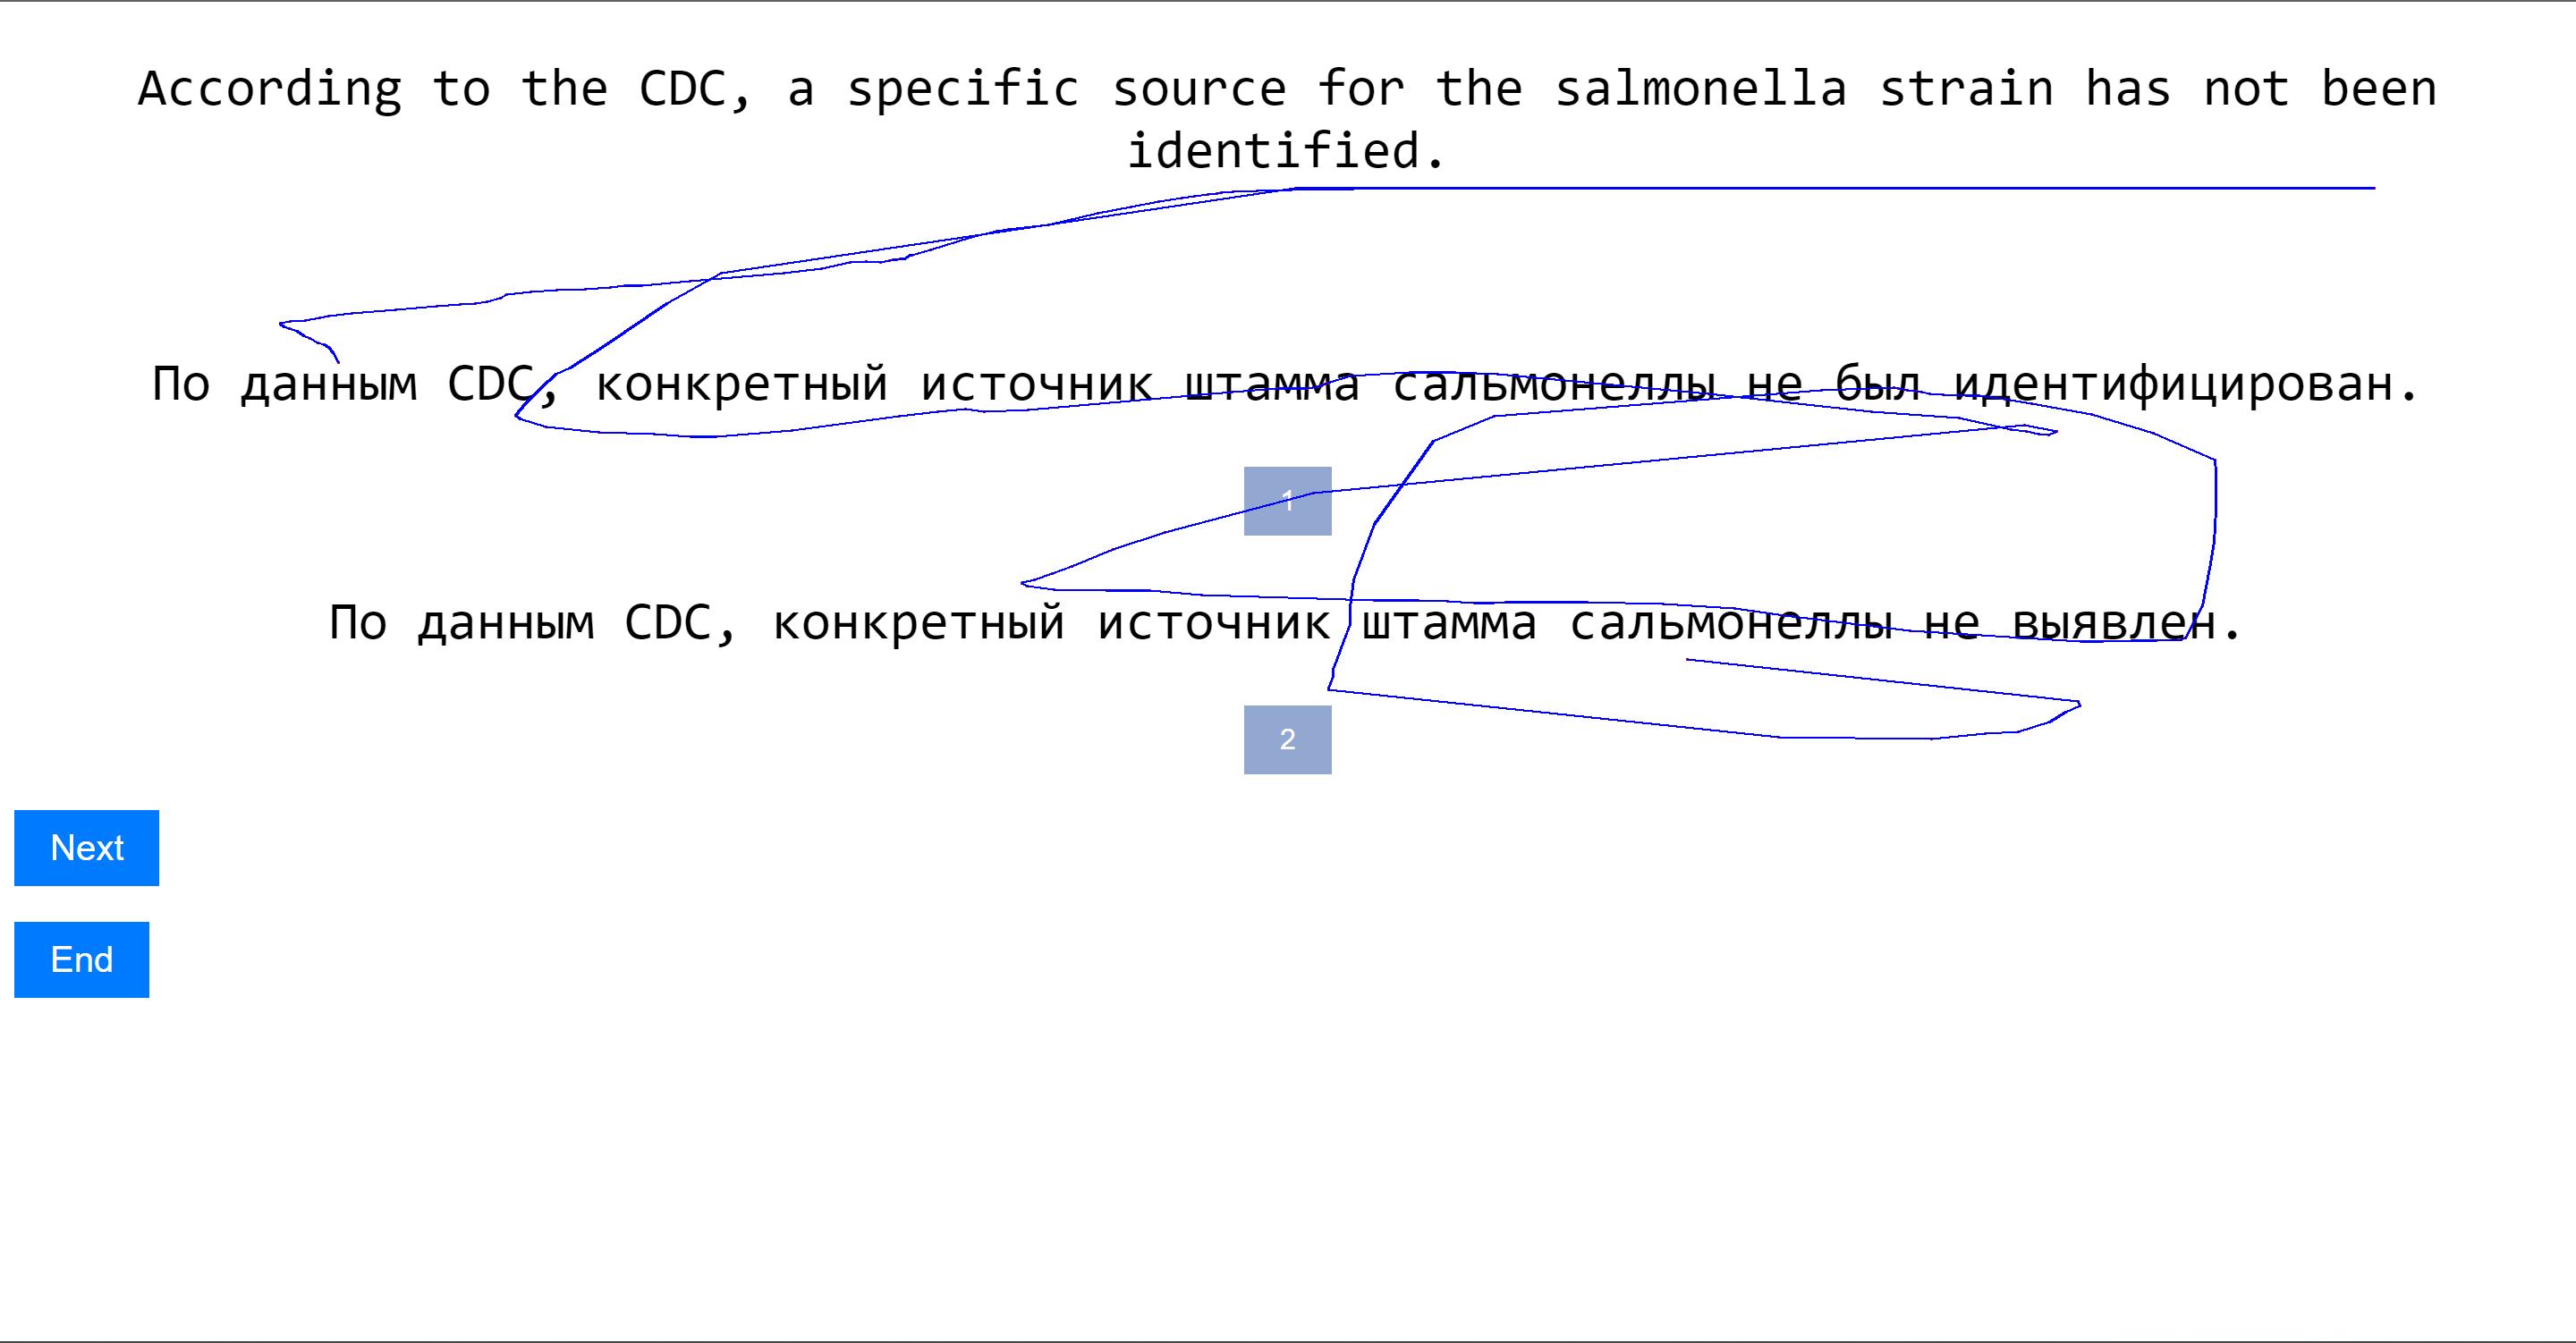 According to the CDC, a specific source for the salmonella strain has not been
identified.
По данным CDC, конкретный источник штамма сальмонеллы не был идентифицирован.
1
По данным CDC, конкретный источник штамма сальмонеллы не выявлен.
2
Next
End